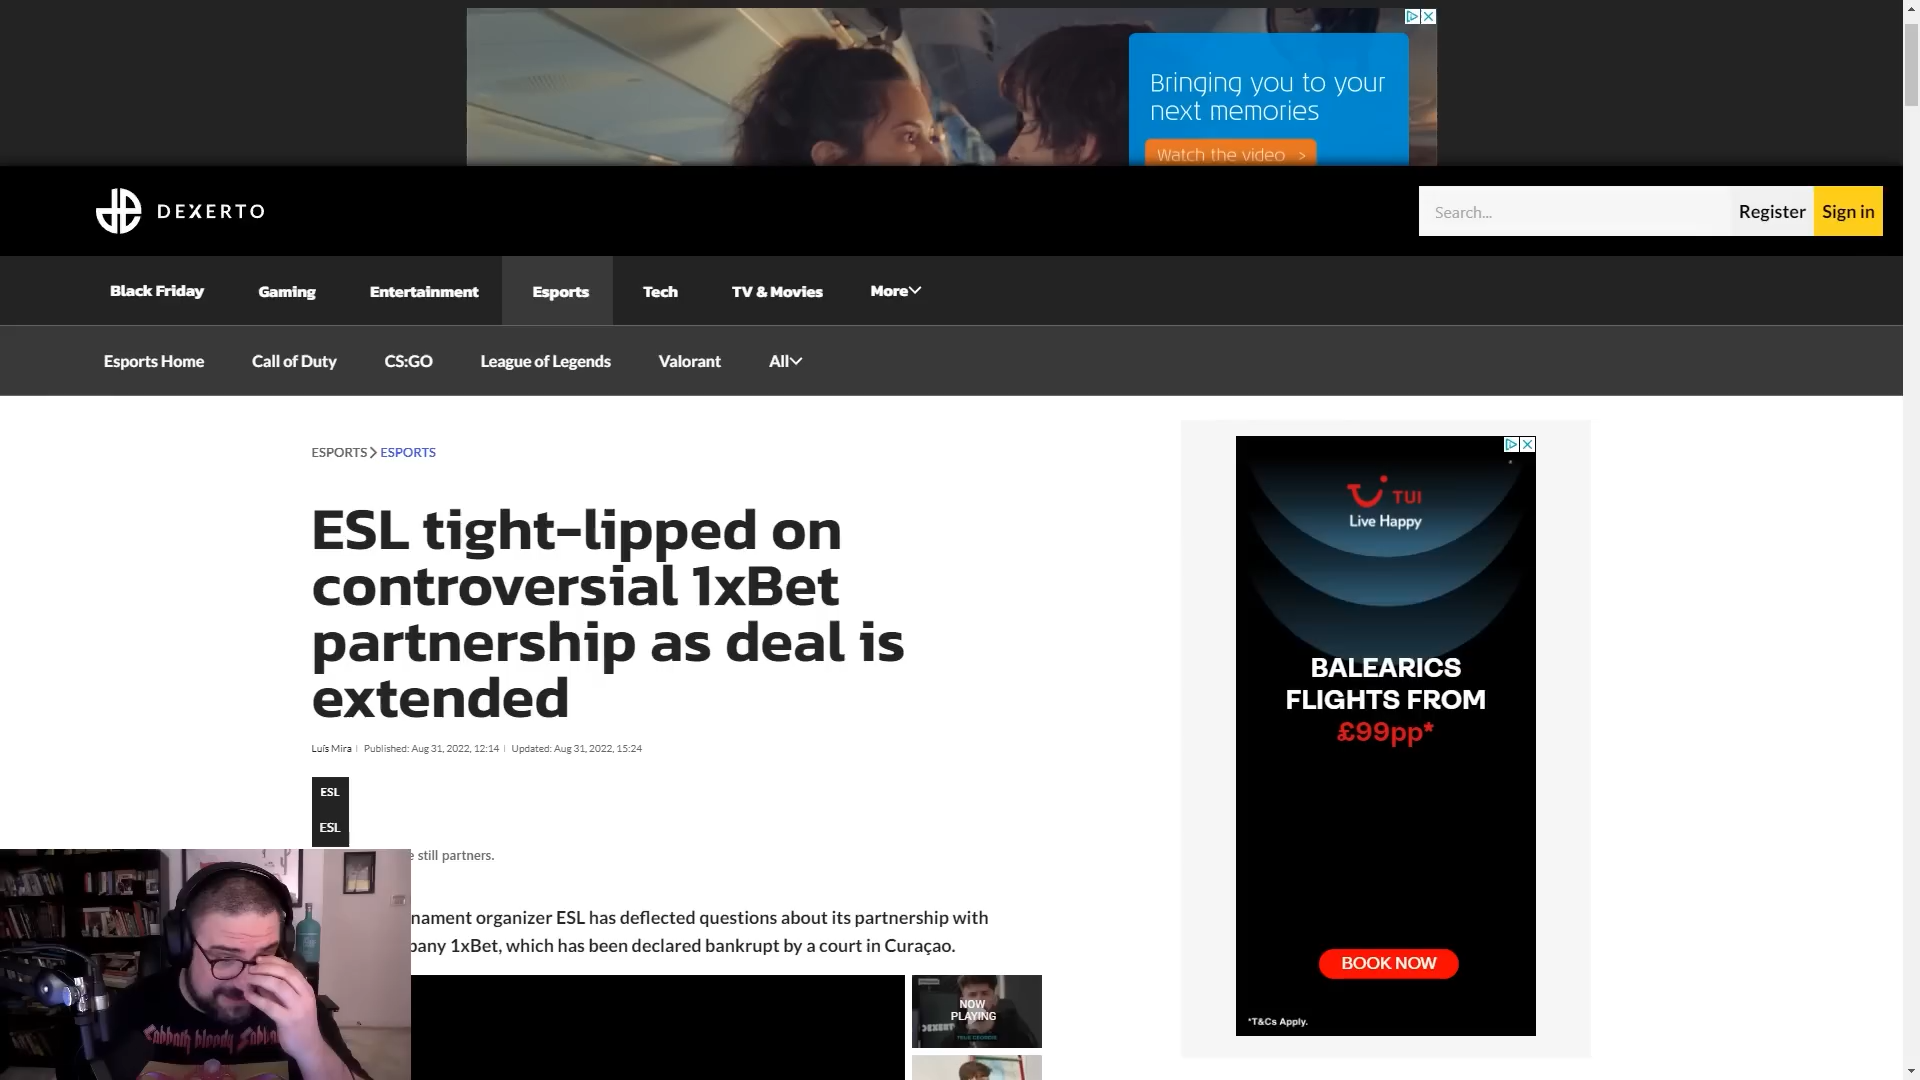 Bringing you to your
next memories
Watch the video >
DEXERTO
Search...
Register
Sign in
Black Friday
Gaming
Entertainment
Esports
Tech
TV & Movies
More
Esports Home
Call of Duty
CS:GO
League of Legends
Valorant
All
ESPORTS > ESPORTS
ESL tight-lipped on
controversial 1xBet
partnership as deal is
extended
Luís Mira | Published: Aug 31, 2022, 12:14 | Updated: Aug 31, 2022, 15:24
ESL
ESL
still partners.
nament organizer ESL has deflected questions about its partnership with
pany 1xBet, which has been declared bankrupt by a court in Curaçao.
NOW
PLAYING
DEXERTO
TUI
Live Happy
BALEARICS
FLIGHTS FROM
£99pp*
BOOK NOW
*T&Cs Apply.
Sabbath bloody Sabba